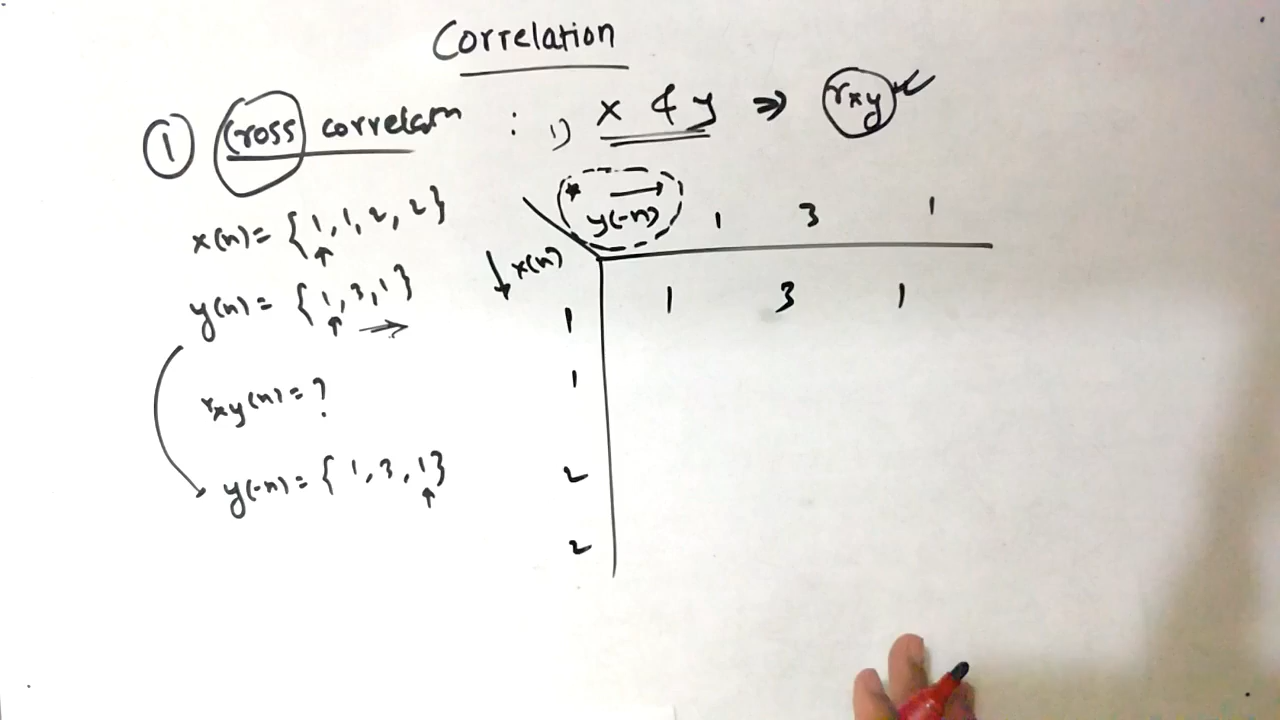 Correlation
① Cross correlatn : 1) x & y ⇒ rxy
x(n) = { 1, 1, 2, 2 }
↑
y(n) = { 1, 3, 1 }
↑ →
rxy(n) = ?
y(-n) = { 1, 3, 1 }
↑
* →
y(-n) 1 3 1
↓ x(n)
1 1 3 1
1
2
2